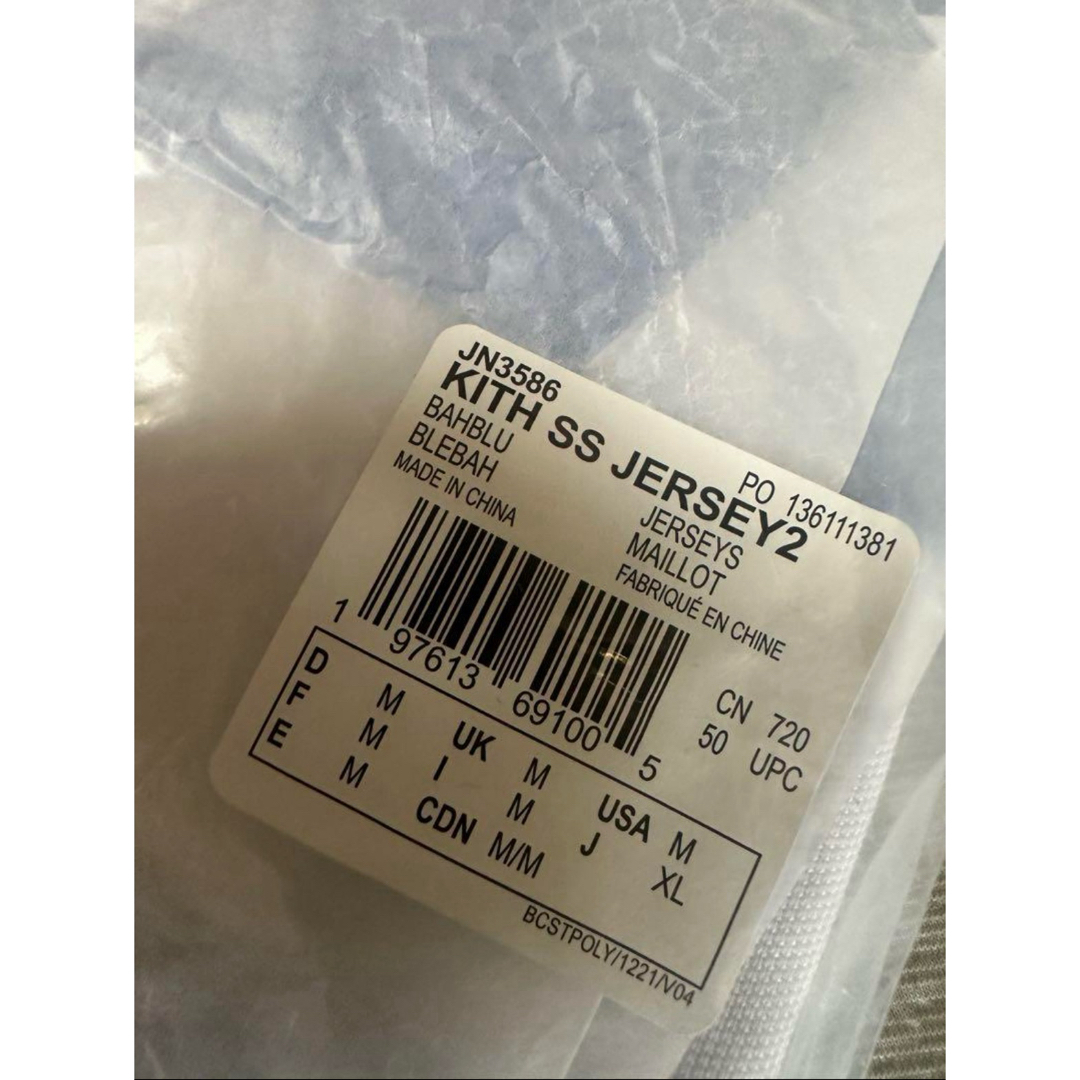 JN3586
KITH SS JERSEY2
BAHBLU
BLEBAH
MADE IN CHINA
PO 136111381
JERSEYS
MAILLOT
FABRIQUÉ EN CHINE
1 97613 69100 5
CN 720
50 UPC
D M UK M USA M
F M I M J XL
E M CDN M/M
BCSTPOLY/1221/V04